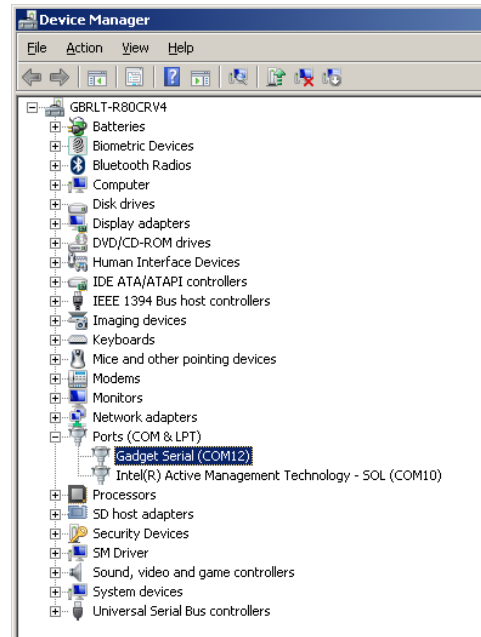 Device Manager
File Action View Help
GBRLT-R80CRV4
Batteries
Biometric Devices
Bluetooth Radios
Computer
Disk drives
Display adapters
DVD/CD-ROM drives
Human Interface Devices
IDE ATA/ATAPI controllers
IEEE 1394 Bus host controllers
Imaging devices
Keyboards
Mice and other pointing devices
Modems
Monitors
Network adapters
Ports (COM & LPT)
Gadget Serial (COM12)
Intel(R) Active Management Technology - SOL (COM10)
Processors
SD host adapters
Security Devices
SM Driver
Sound, video and game controllers
System devices
Universal Serial Bus controllers